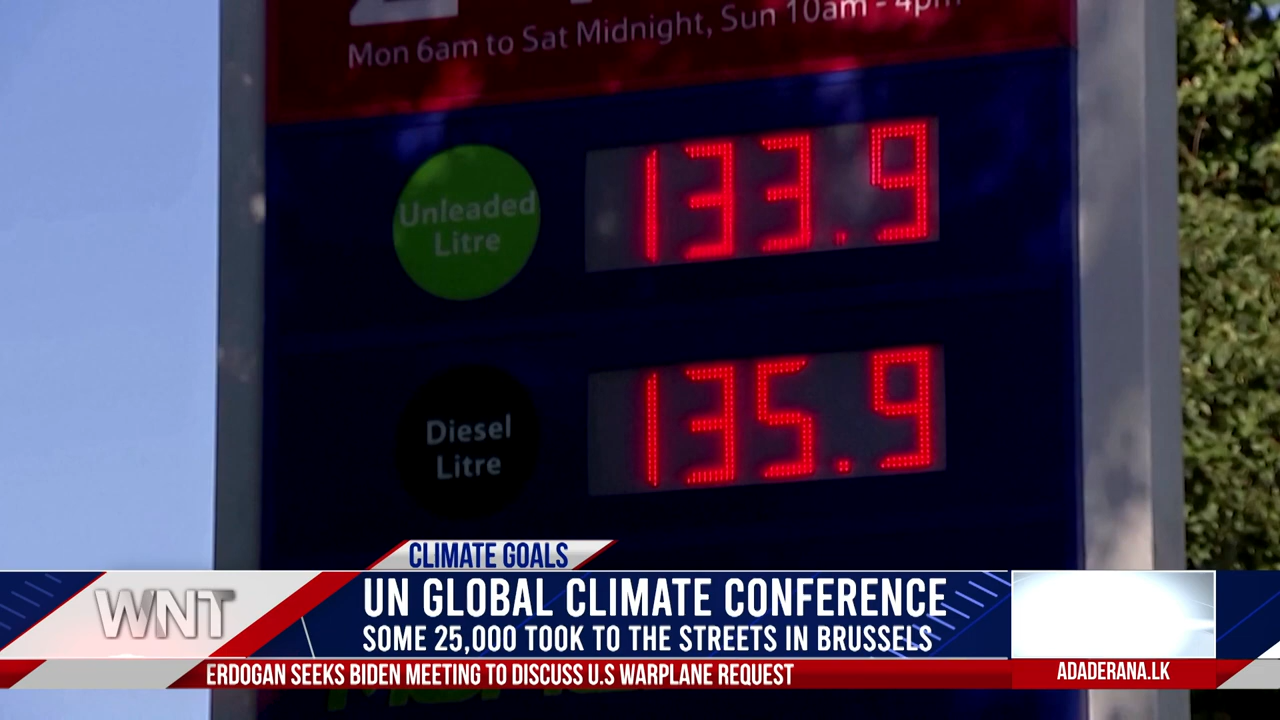 Mon 6am to Sat Midnight, Sun 10am - 4pm
Unleaded
Litre
133.9
Diesel
Litre
135.9
CLIMATE GOALS
WNT
UN GLOBAL CLIMATE CONFERENCE
SOME 25,000 TOOK TO THE STREETS IN BRUSSELS
ERDOGAN SEEKS BIDEN MEETING TO DISCUSS U.S WARPLANE REQUEST
ADADERANA.LK